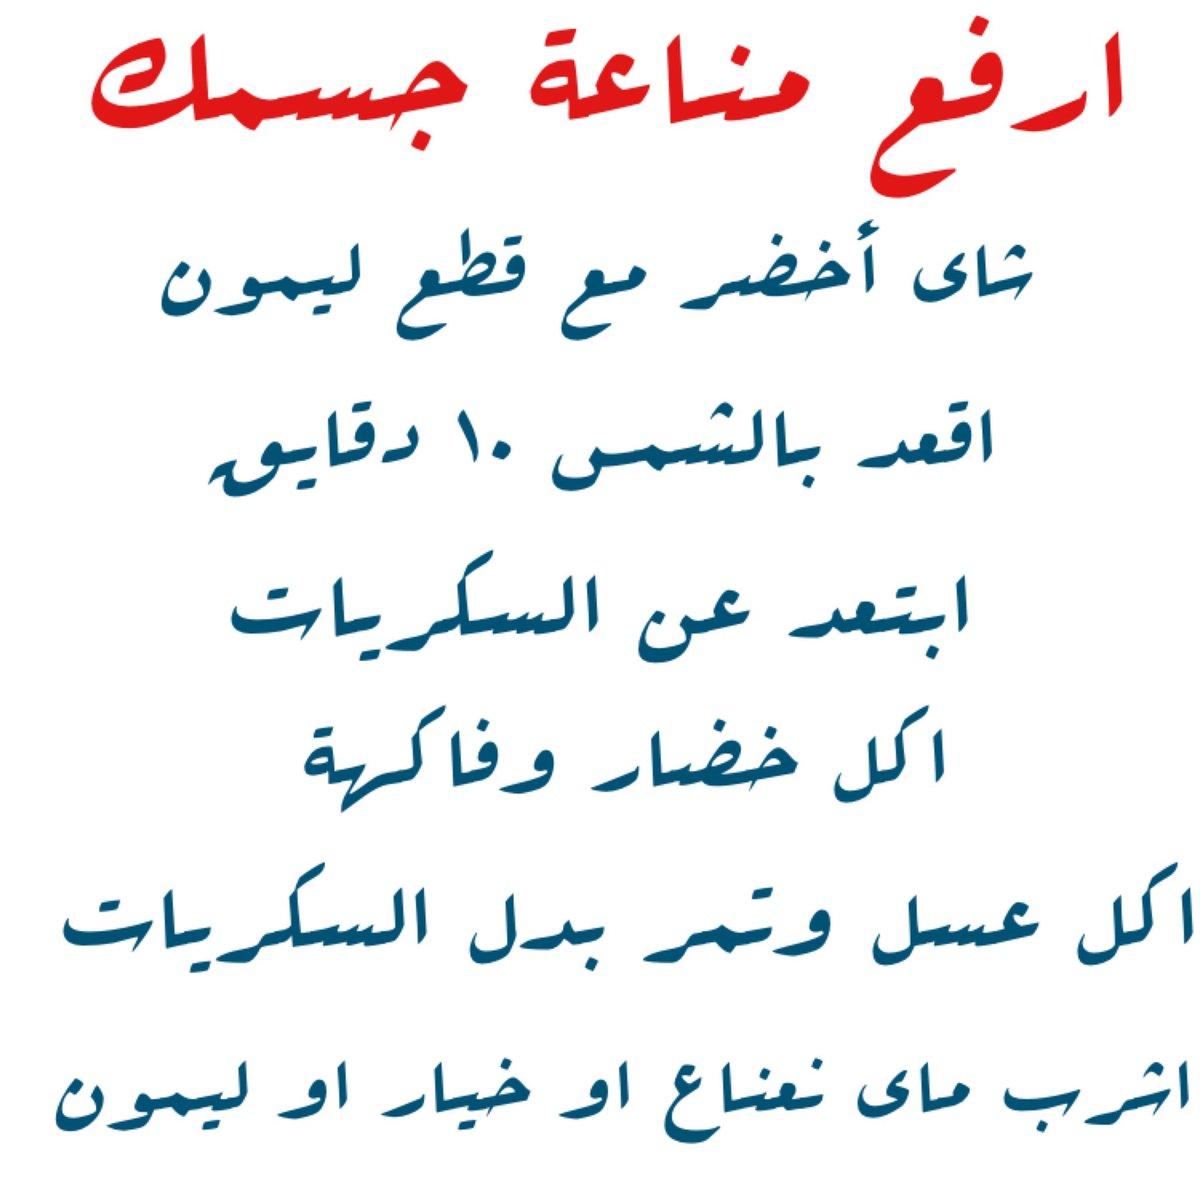 ارفع مناعة جسمك
شاى أخضر مع قطع ليمون
اقعد بالشمس ١٠ دقايق
ابتعد عن السكريات
اكل خضار وفاكهة
اكل عسل وتمر بدل السكريات
اشرب ماى نعناع او خيار او ليمون